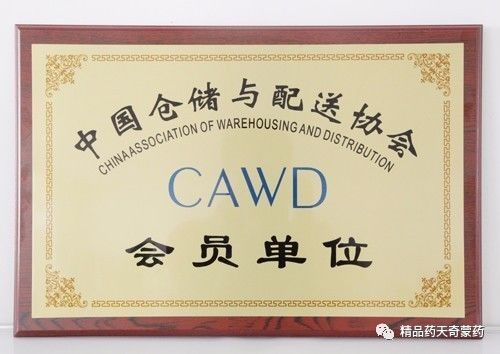 中国仓储与配送协会
CHINAASSOCIATION OF WAREHOUSING AND DISTRIBUTION
CAWD
会员单位
精品药天奇蒙药